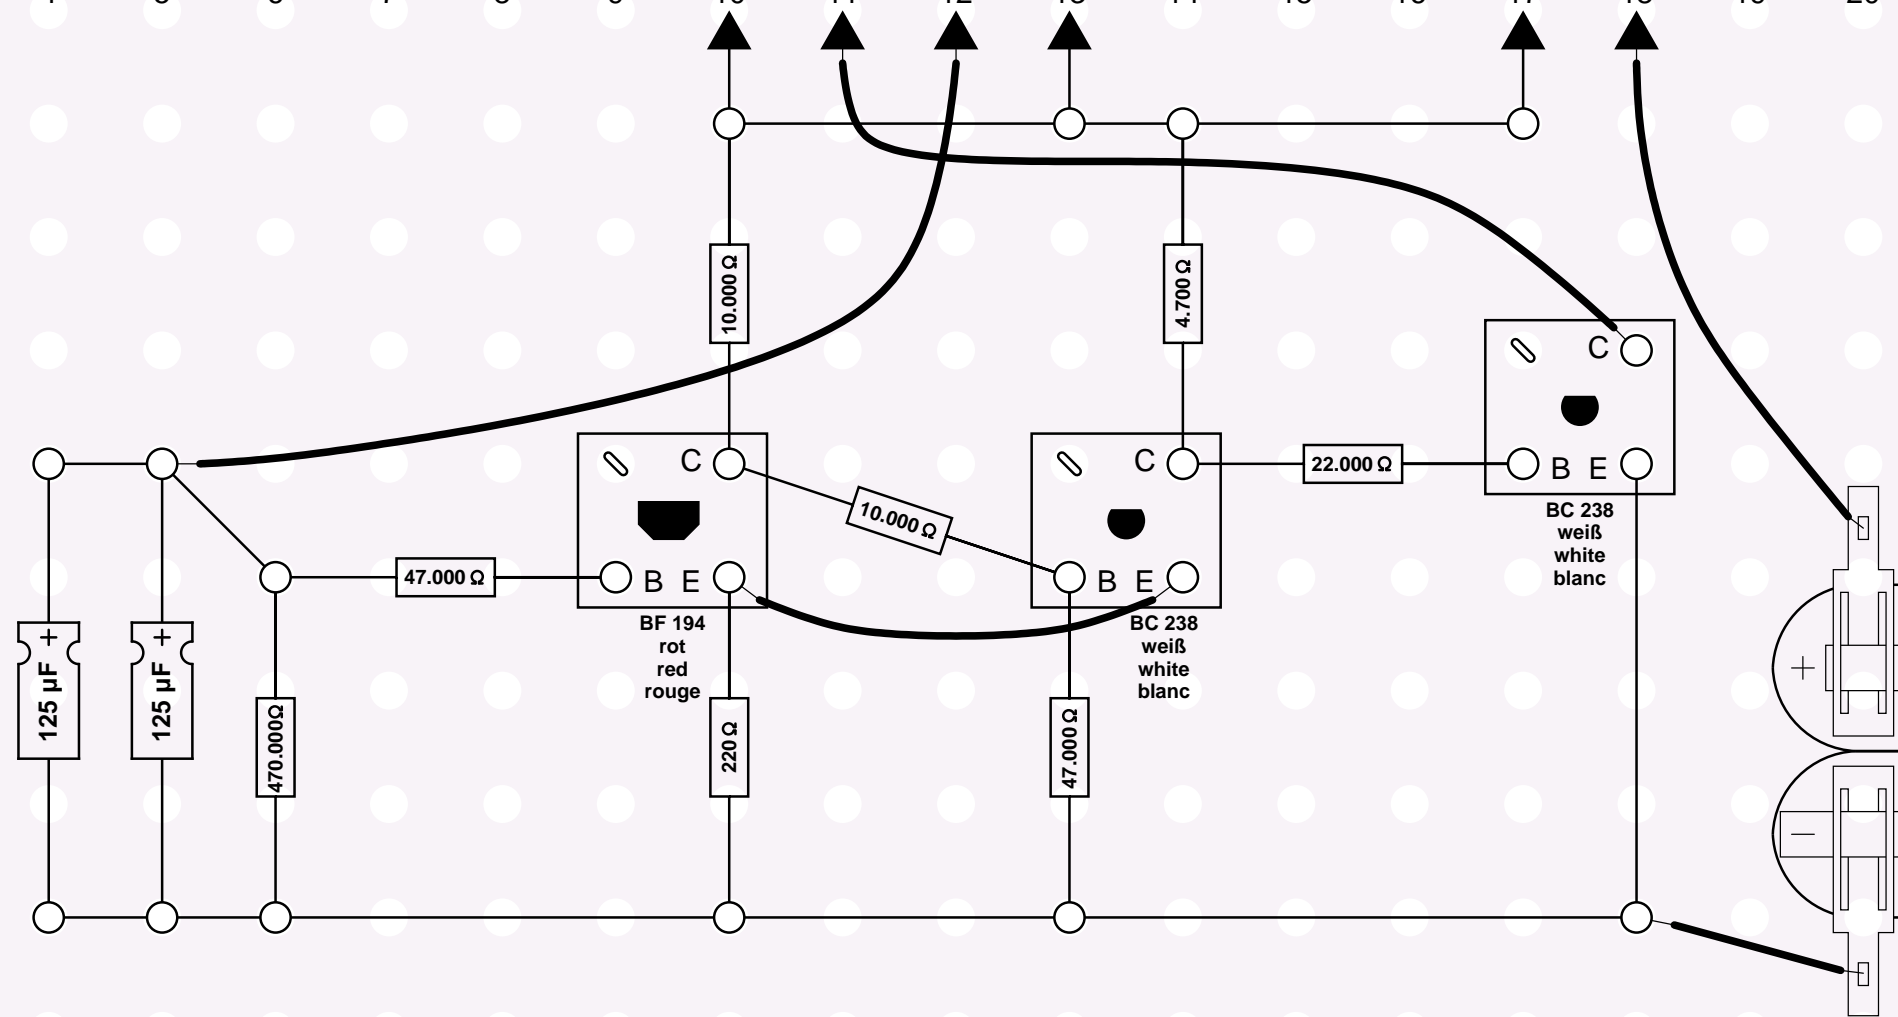 10.000 Ω
4.700 Ω
C
C
C
22.000 Ω
B E
10.000 Ω
BC 238
weiß
white
blanc
47.000 Ω
B E
B E
BF 194
rot
red
rouge
BC 238
weiß
white
blanc
+
+
+
125 µF
125 µF
470.000Ω
220 Ω
47.000 Ω
−